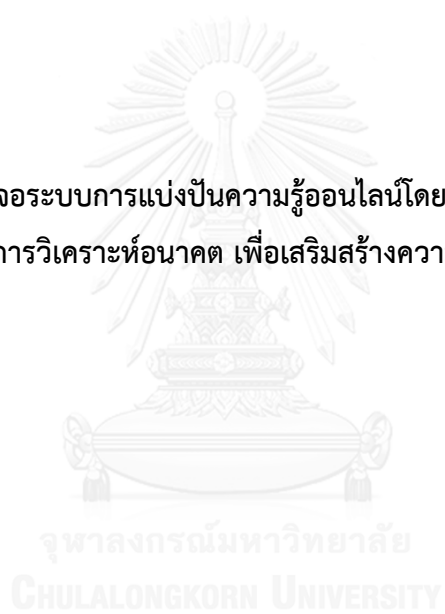 จอระบบการแบ่งปันความรู้ออนไลน์โดย
การวิเคราะห์อนาคต เพื่อเสริมสร้างควา
จุฬาลงกรณ์มหาวิทยาลัย
CHULALONGKORN UNIVERSITY